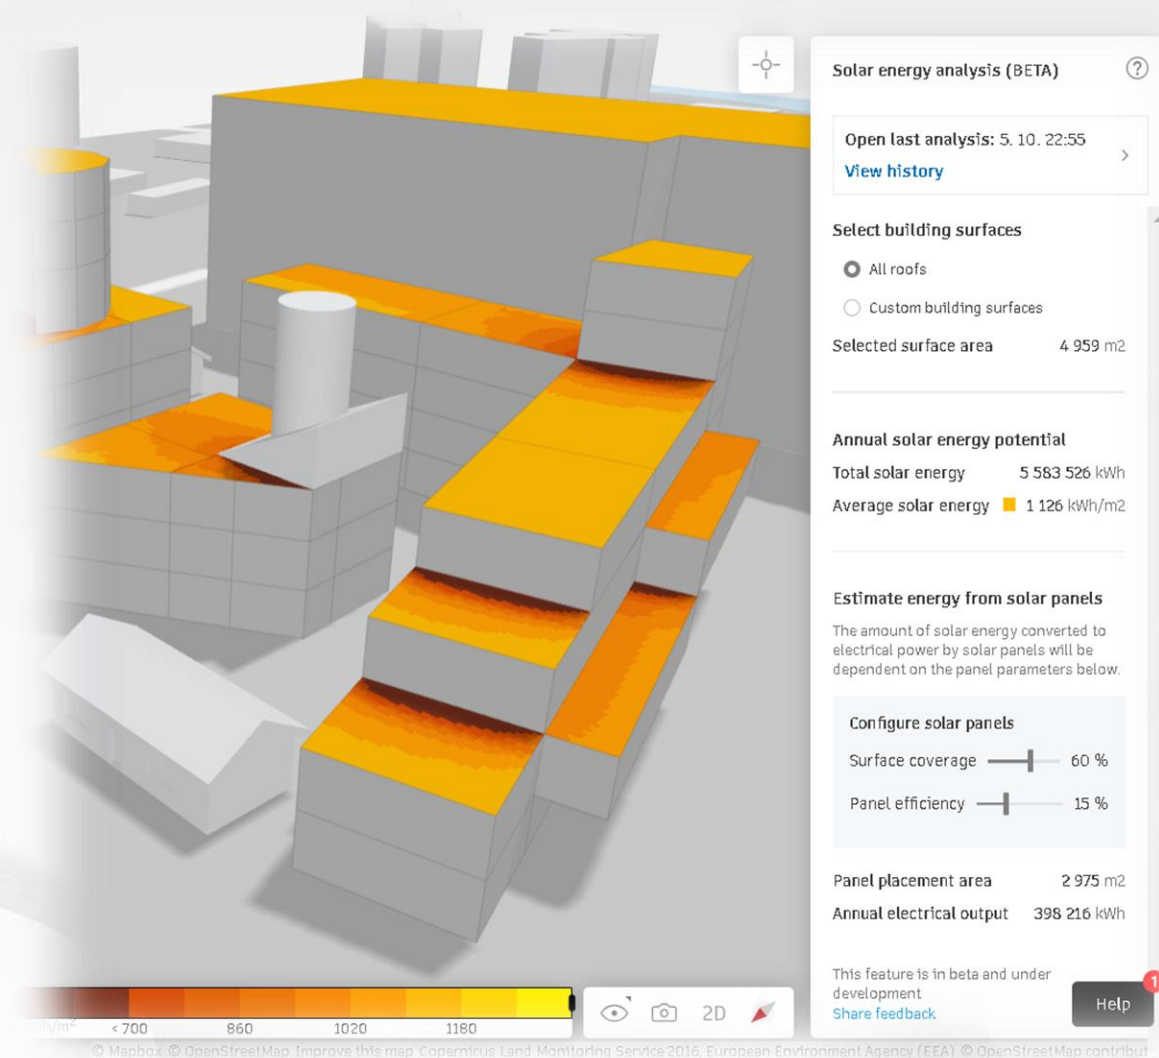 Solar energy analysis (BETA)
?
Open last analysis: 5. 10. 22:55
View history
Select building surfaces
All roofs
Custom building surfaces
Selected surface area 4 959 m2
Annual solar energy potential
Total solar energy 5 583 526 kWh
Average solar energy 1 126 kWh/m2
Estimate energy from solar panels
The amount of solar energy converted to
electrical power by solar panels will be
dependent on the panel parameters below.
Configure solar panels
Surface coverage 60 %
Panel efficiency 15 %
Panel placement area 2 975 m2
Annual electrical output 398 216 kWh
This feature is in beta and under
development
Share feedback
Help
1
2D
< 700 860 1020 1180
© Mapbox © OpenStreetMap Improve this map Copernicus Land Monitoring Service 2016, European Environment Agency (EEA) © OpenStreetMap contribut